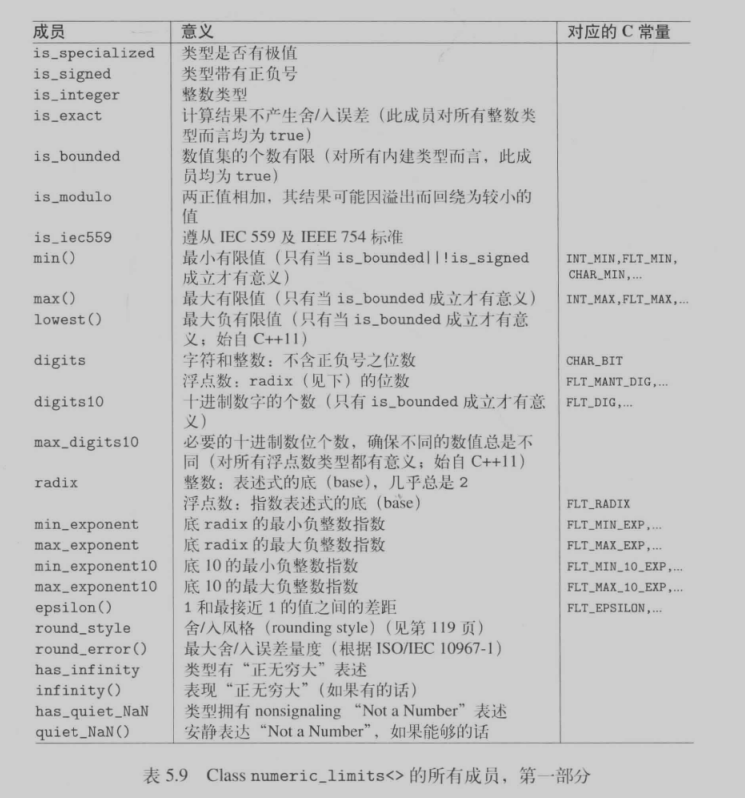 成员 意义 对应的 C 常量
is_specialized 类型是否有极值
is_signed 类型带有正负号
is_integer 整数类型
is_exact 计算结果不产生舍/入误差（此成员对所有整数类
型而言均为 true）
is_bounded 数值集的个数有限（对所有内建类型而言，此成
员均为 true）
is_modulo 两正值相加，其结果可能因溢出而回绕为较小的
值
is_iec559 遵从 IEC 559 及 IEEE 754 标准
min() 最小有限值（只有当 is_bounded||!is_signed INT_MIN,FLT_MIN,
成立才有意义） CHAR_MIN,…
max() 最大有限值（只有当 is_bounded 成立才有意义） INT_MAX,FLT_MAX,…
lowest() 最大负有限值（只有当 is_bounded 成立才有意
义；始自 C++11）
digits 字符和整数：不含正负号之位数 CHAR_BIT
浮点数：radix（见下）的位数 FLT_MANT_DIG,…
digits10 十进制数字的个数（只有 is_bounded 成立才有意 FLT_DIG,…
义）
max_digits10 必要的十进制数位个数，确保不同的数值总是不
同（对所有浮点数类型都有意义；始自 C++11）
radix 整数：表述式的底（base），几乎总是 2
浮点数：指数表述式的底（base） FLT_RADIX
min_exponent 底 radix 的最小负整数指数 FLT_MIN_EXP,…
max_exponent 底 radix 的最大负整数指数 FLT_MAX_EXP,…
min_exponent10 底 10 的最小负整数指数 FLT_MIN_10_EXP,…
max_exponent10 底 10 的最大负整数指数 FLT_MAX_10_EXP,…
epsilon() 1 和最接近 1 的值之间的差距 FLT_EPSILON,…
round_style 舍/入风格（rounding style）（见第 119 页）
round_error() 最大舍/入误差量度（根据 ISO/IEC 10967-1）
has_infinity 类型有“正无穷大”表述
infinity() 表现“正无穷大”（如果有的话）
has_quiet_NaN 类型拥有 nonsignaling “Not a Number” 表述
quiet_NaN() 安静表达 “Not a Number”，如果能够的话
表 5.9 Class numeric_limits<> 的所有成员，第一部分